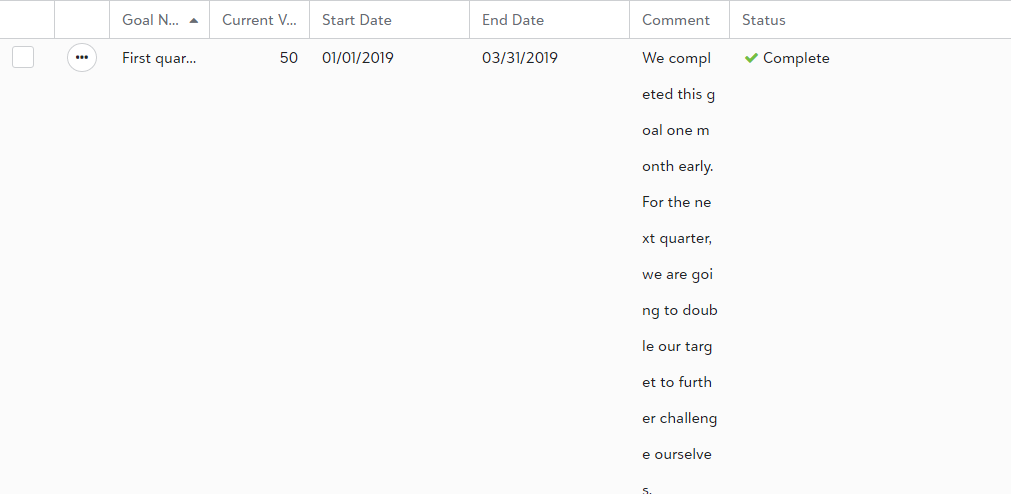 Goal N... Current V... Start Date End Date Comment Status
First quar... 50 01/01/2019 03/31/2019 We compl Complete
eted this g
oal one m
onth early.
For the ne
xt quarter,
we are goi
ng to doub
le our targ
et to furth
er challeng
e ourselve
s.